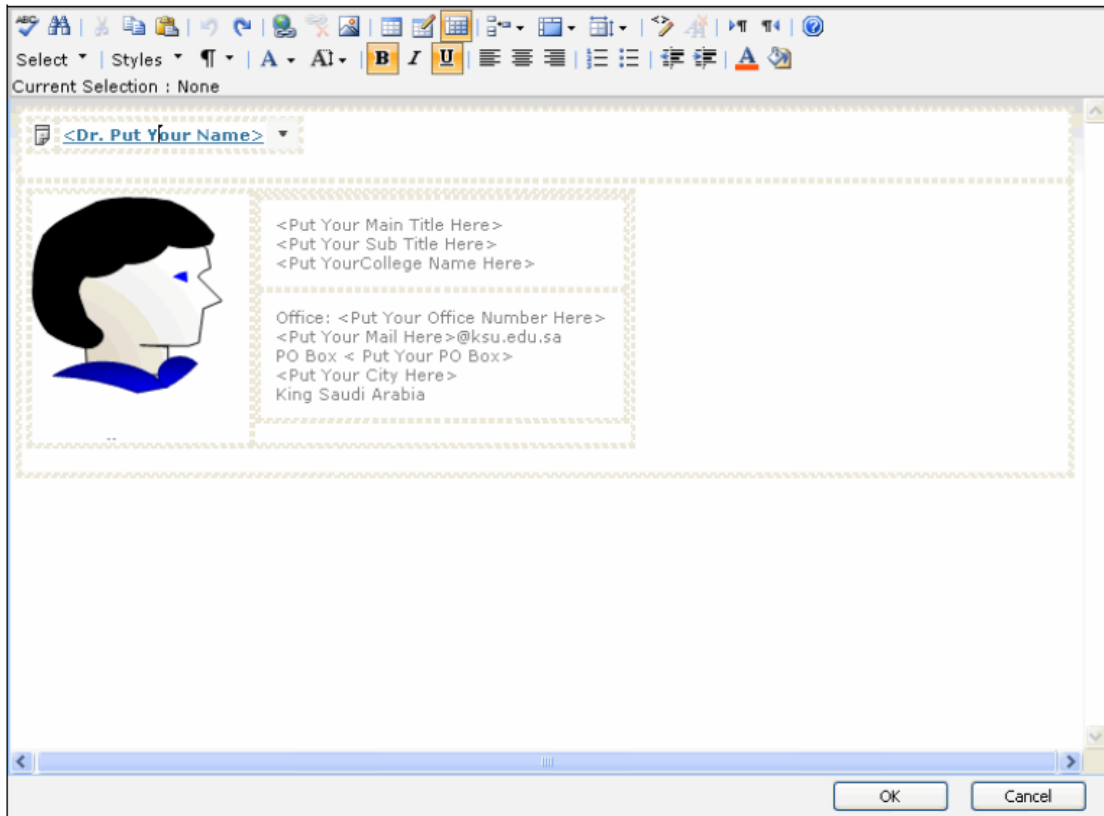 ABC
Select Styles ¶ A A B I U A
Current Selection : None
<Dr. Put Your Name>
<Put Your Main Title Here>
<Put Your Sub Title Here>
<Put YourCollege Name Here>
Office: <Put Your Office Number Here>
<Put Your Mail Here>@ksu.edu.sa
PO Box < Put Your PO Box>
<Put Your City Here>
King Saudi Arabia
OK Cancel